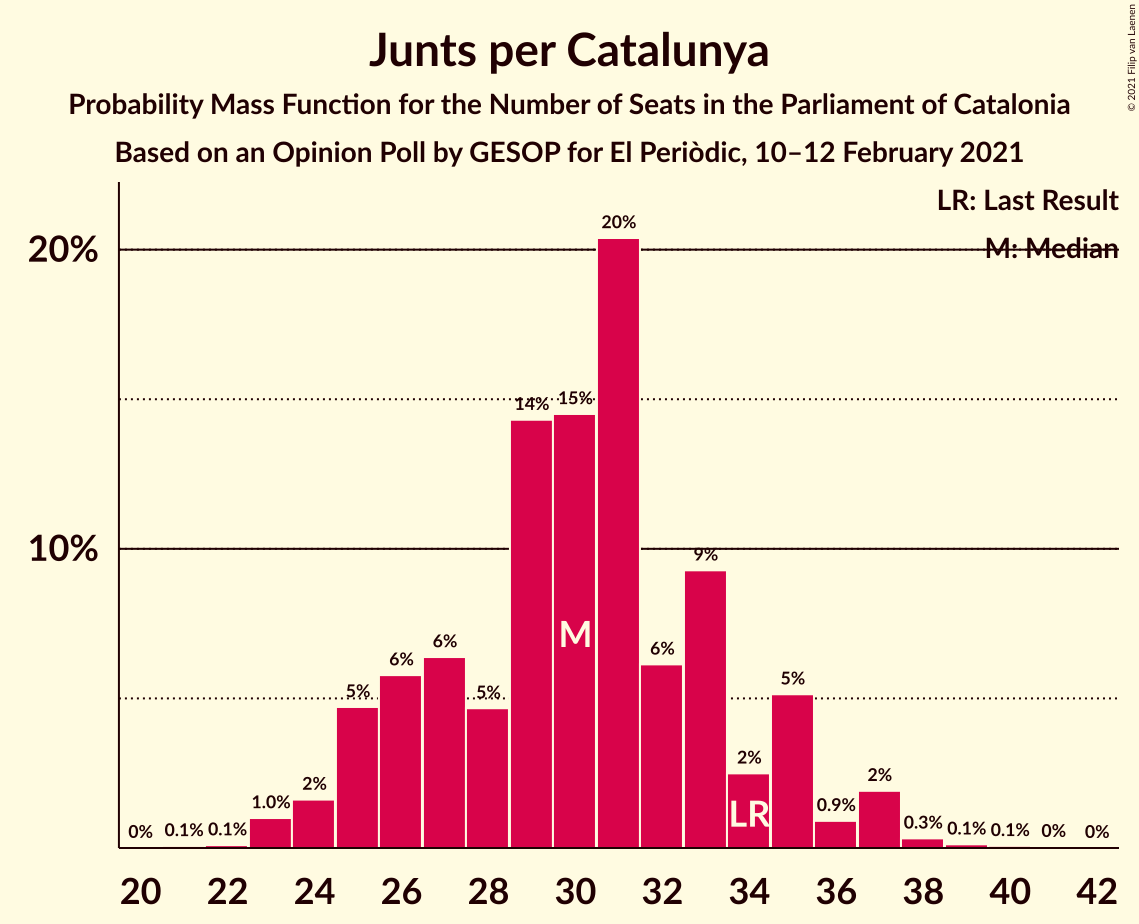 Junts per Catalunya
Probability Mass Function for the Number of Seats in the Parliament of Catalonia
Based on an Opinion Poll by GESOP for El Periòdic, 10–12 February 2021
© 2021 Filip van Laenen
LR: Last Result
M: Median
20%
10%
0%
0.1%
0.1%
1.0%
2%
5%
6%
6%
5%
14%
15%
20%
6%
9%
2%
5%
0.9%
2%
0.3%
0.1%
0.1%
0%
0%
M
LR
20 22 24 26 28 30 32 34 36 38 40 42